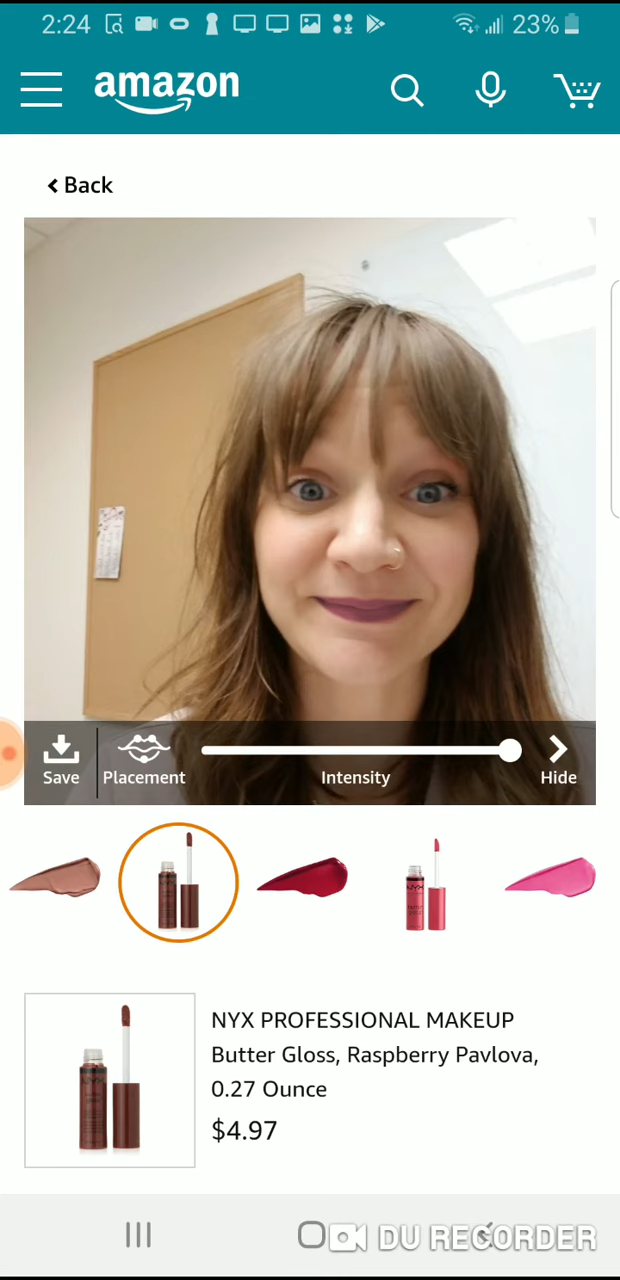 2:24
23%
amazon
Back
Save
Placement
Intensity
Hide
NYX PROFESSIONAL MAKEUP
Butter Gloss, Raspberry Pavlova,
0.27 Ounce
$4.97
DU RECORDER